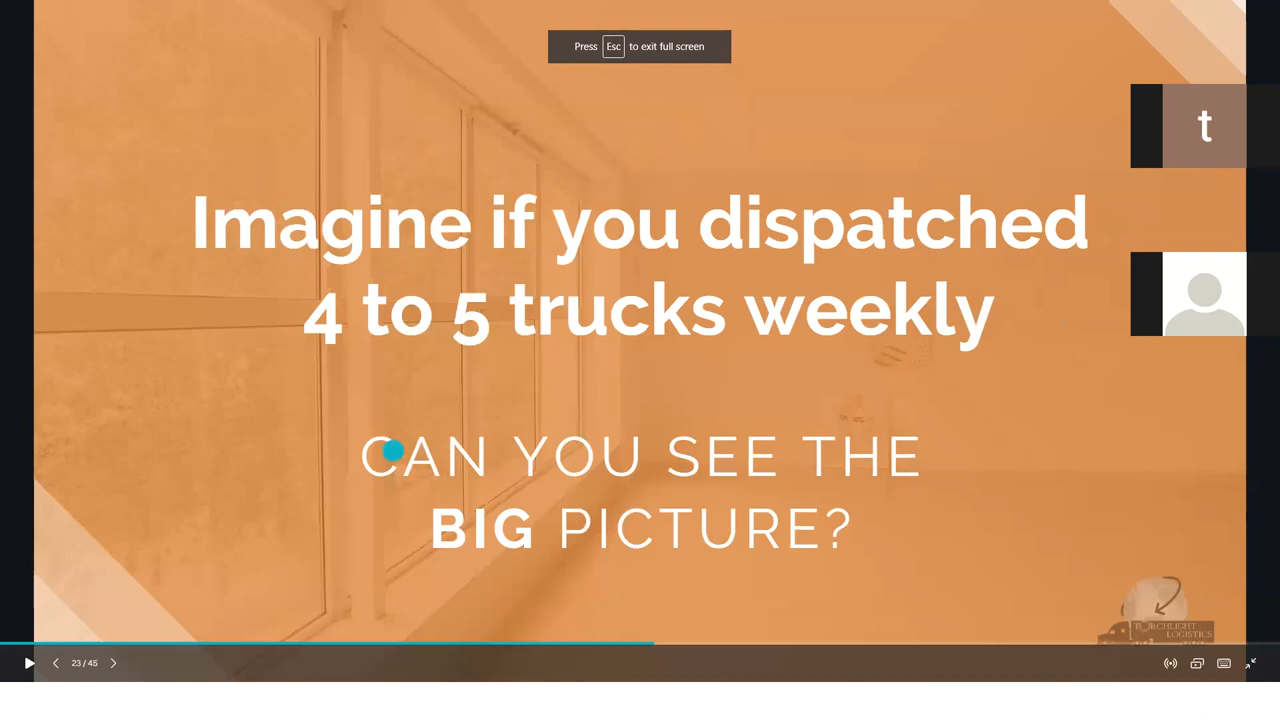 Press Esc to exit full screen
t
Imagine if you dispatched
4 to 5 trucks weekly
CAN YOU SEE THE
BIG PICTURE?
TORCHLIGHT
LOGISTICS
23 / 45